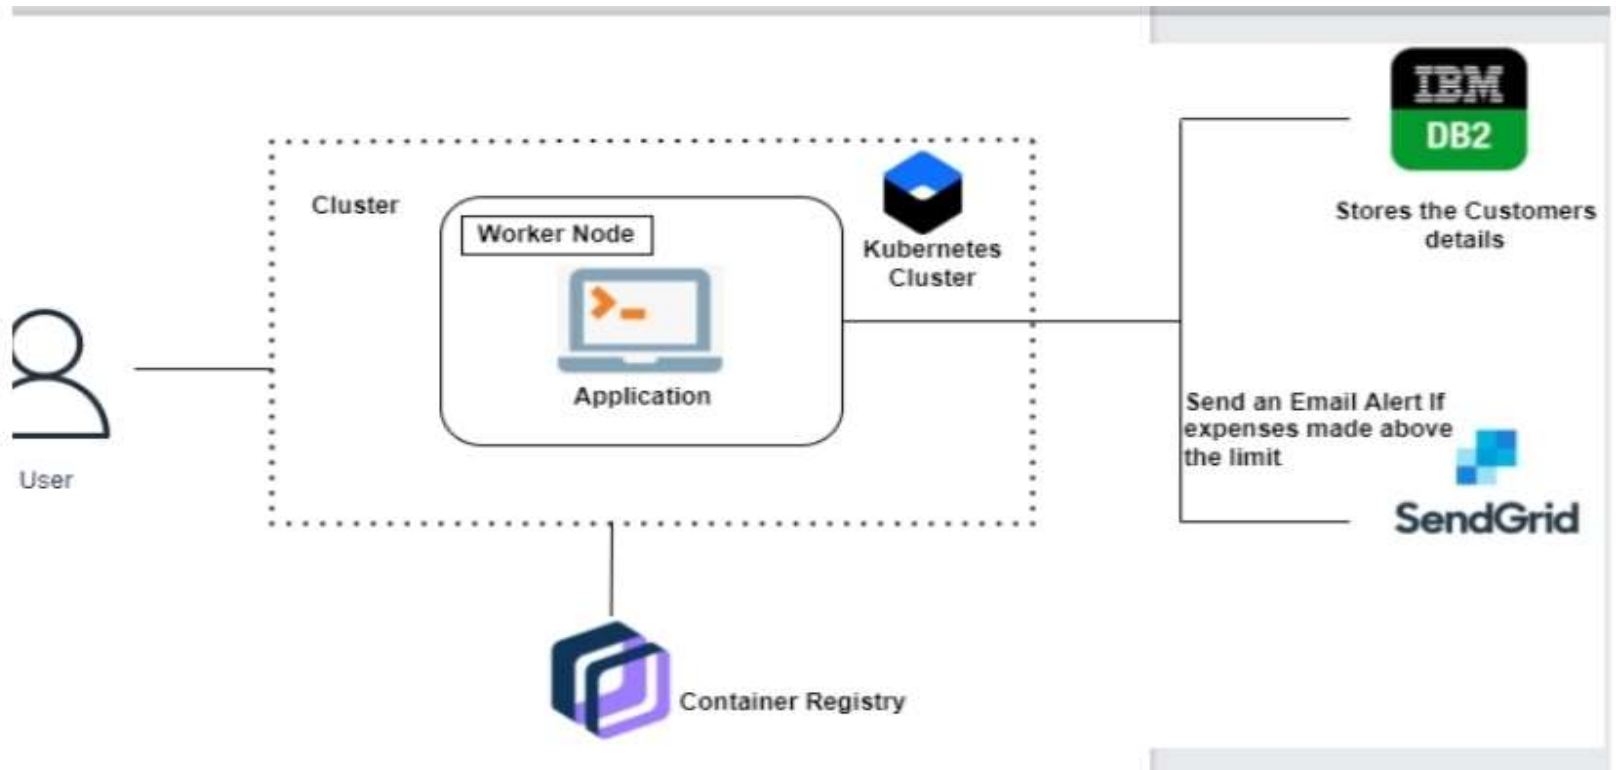 IBM
DB2
Stores the Customers
details
Cluster
Worker Node
Kubernetes
Cluster
Application
User
Send an Email Alert If
expenses made above
the limit
SendGrid
Container Registry